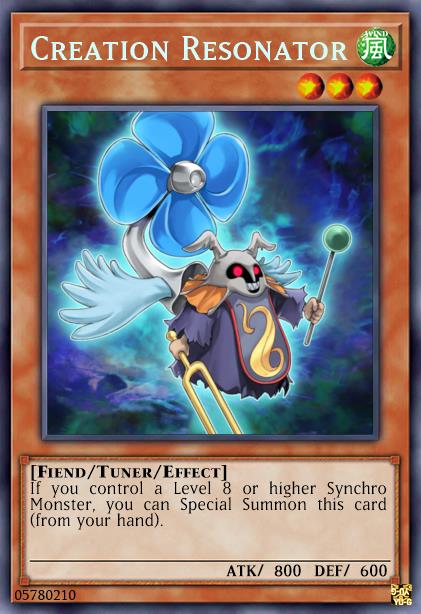 CREATION RESONATOR
WIND
風
[FIEND/TUNER/EFFECT]
If you control a Level 8 or higher Synchro
Monster, you can Special Summon this card
(from your hand).
ATK/ 800 DEF/ 600
05780210